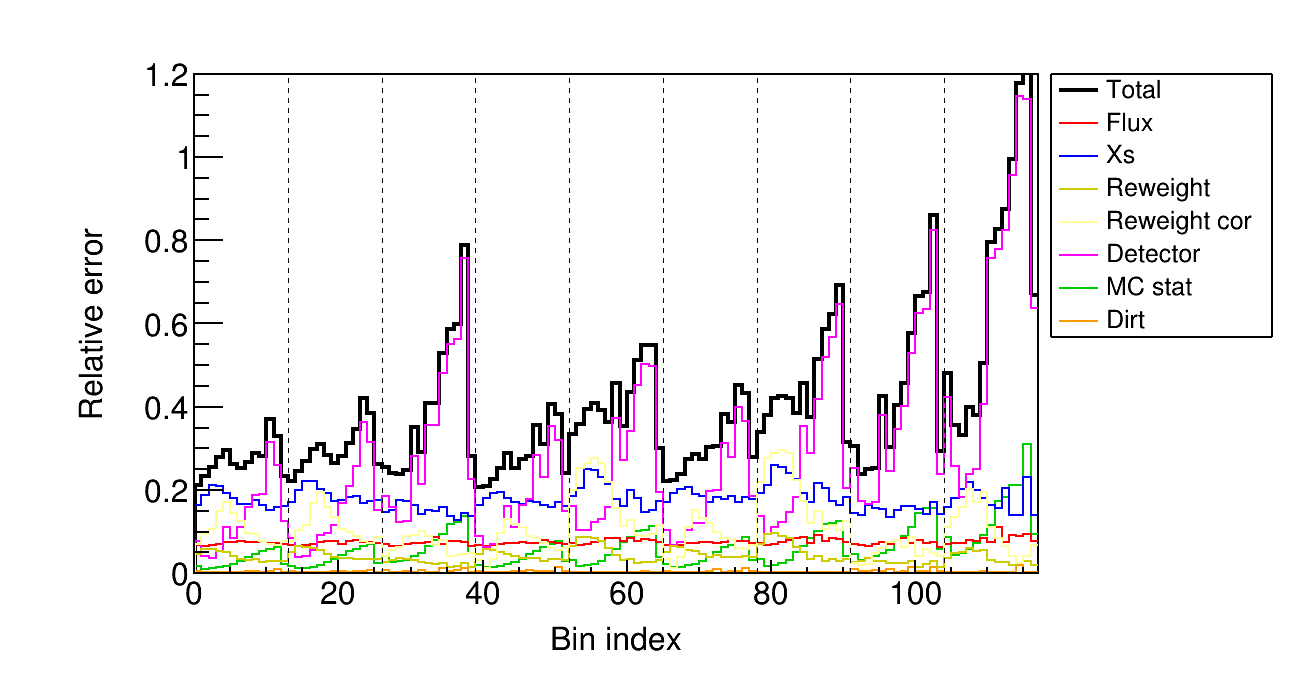 1.2
1
0.8
0.6
0.4
0.2
0
Relative error
0 20 40 60 80 100
Bin index
Total
Flux
Xs
Reweight
Reweight cor
Detector
MC stat
Dirt